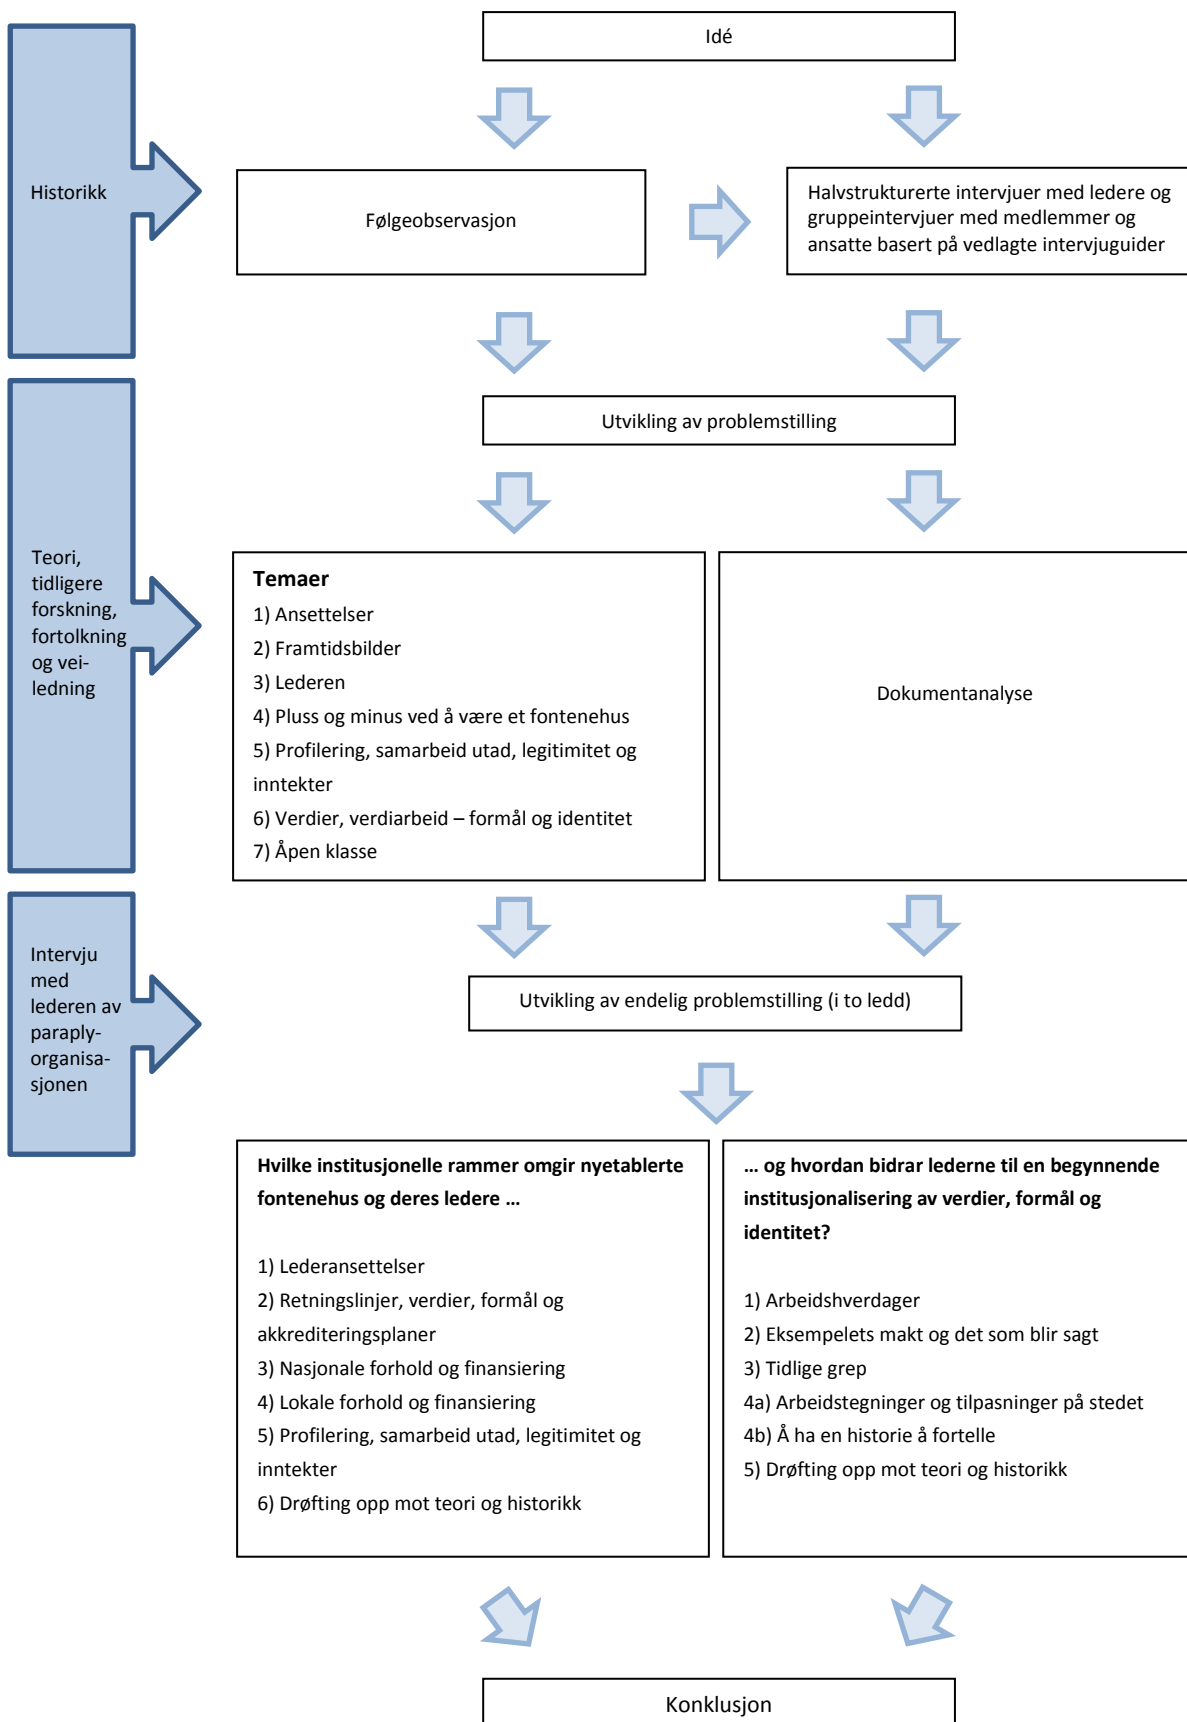 Idé
Historikk
Følgeobservasjon
Halvstrukturerte intervjuer med ledere og
gruppeintervjuer med medlemmer og
ansatte basert på vedlagte intervjuguider
Utvikling av problemstilling
Teori,
tidligere
forskning,
fortolkning
og vei-
ledning
Temaer
1) Ansettelser
2) Framtidsbilder
3) Lederen
4) Pluss og minus ved å være et fontenehus
5) Profilering, samarbeid utad, legitimitet og
inntekter
6) Verdier, verdiarbeid – formål og identitet
7) Åpen klasse
Dokumentanalyse
Intervju
med
lederen av
paraply-
organisa-
sjonen
Utvikling av endelig problemstilling (i to ledd)
Hvilke institusjonelle rammer omgir nyetablerte
fontenehus og deres ledere …
1) Lederansettelser
2) Retningslinjer, verdier, formål og
akkrediteringsplaner
3) Nasjonale forhold og finansiering
4) Lokale forhold og finansiering
5) Profilering, samarbeid utad, legitimitet og
inntekter
6) Drøfting opp mot teori og historikk
… og hvordan bidrar lederne til en begynnende
institusjonalisering av verdier, formål og
identitet?
1) Arbeidshverdager
2) Eksempelets makt og det som blir sagt
3) Tidlige grep
4a) Arbeidstegninger og tilpasninger på stedet
4b) Å ha en historie å fortelle
5) Drøfting opp mot teori og historikk
Konklusjon